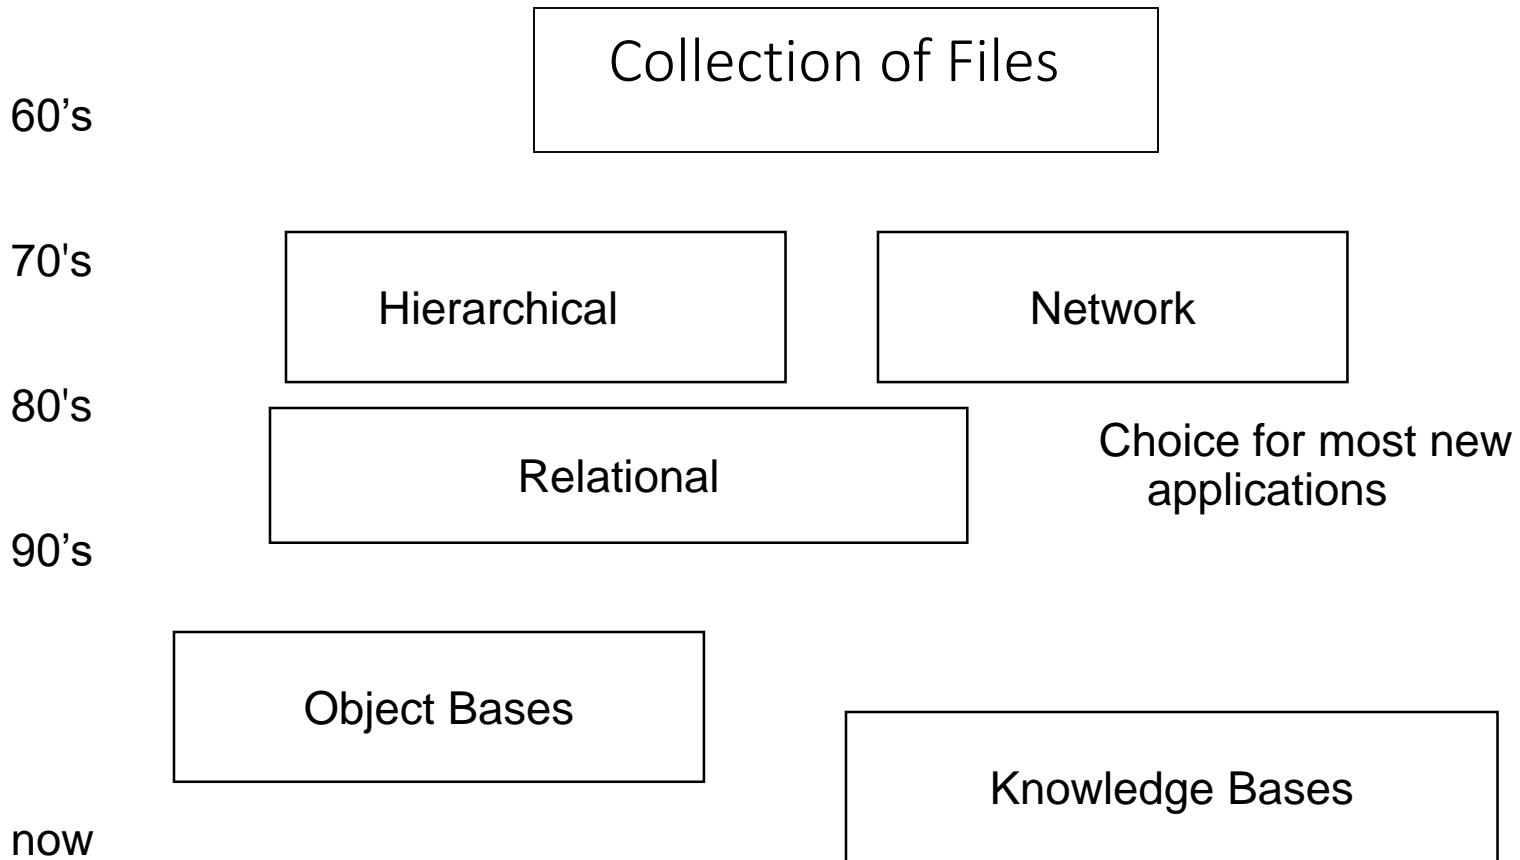 Collection of Files
60’s
70's
Hierarchical
Network
80's
Choice for most new
applications
Relational
90’s
Object Bases
Knowledge Bases
now